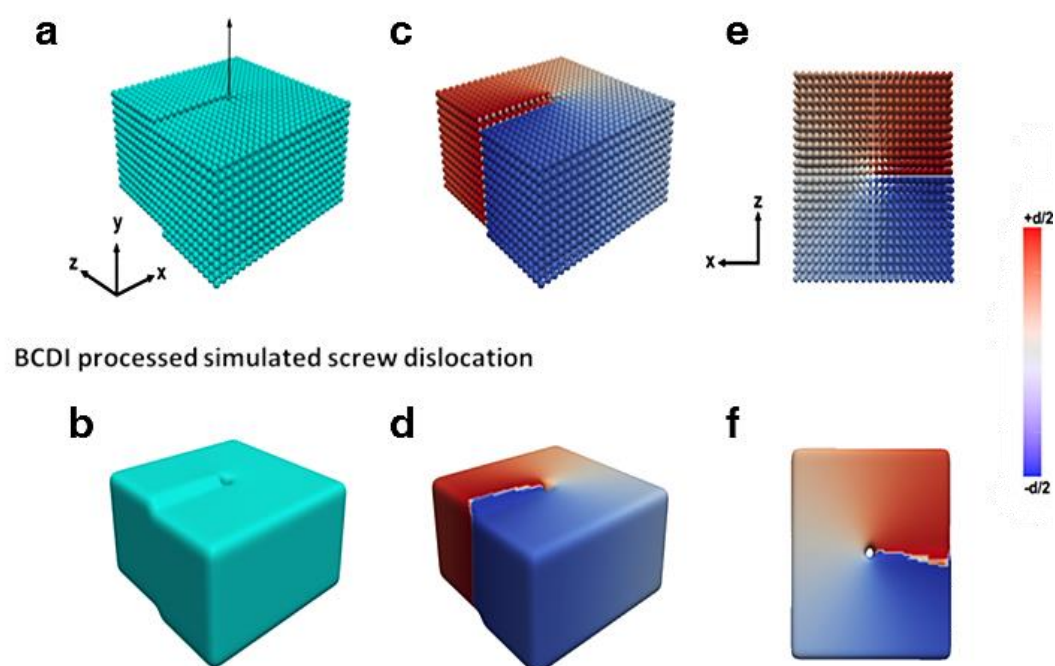 a
c
e
y
z
x
z
x
+d/2
-d/2
BCDI processed simulated screw dislocation
b
d
f